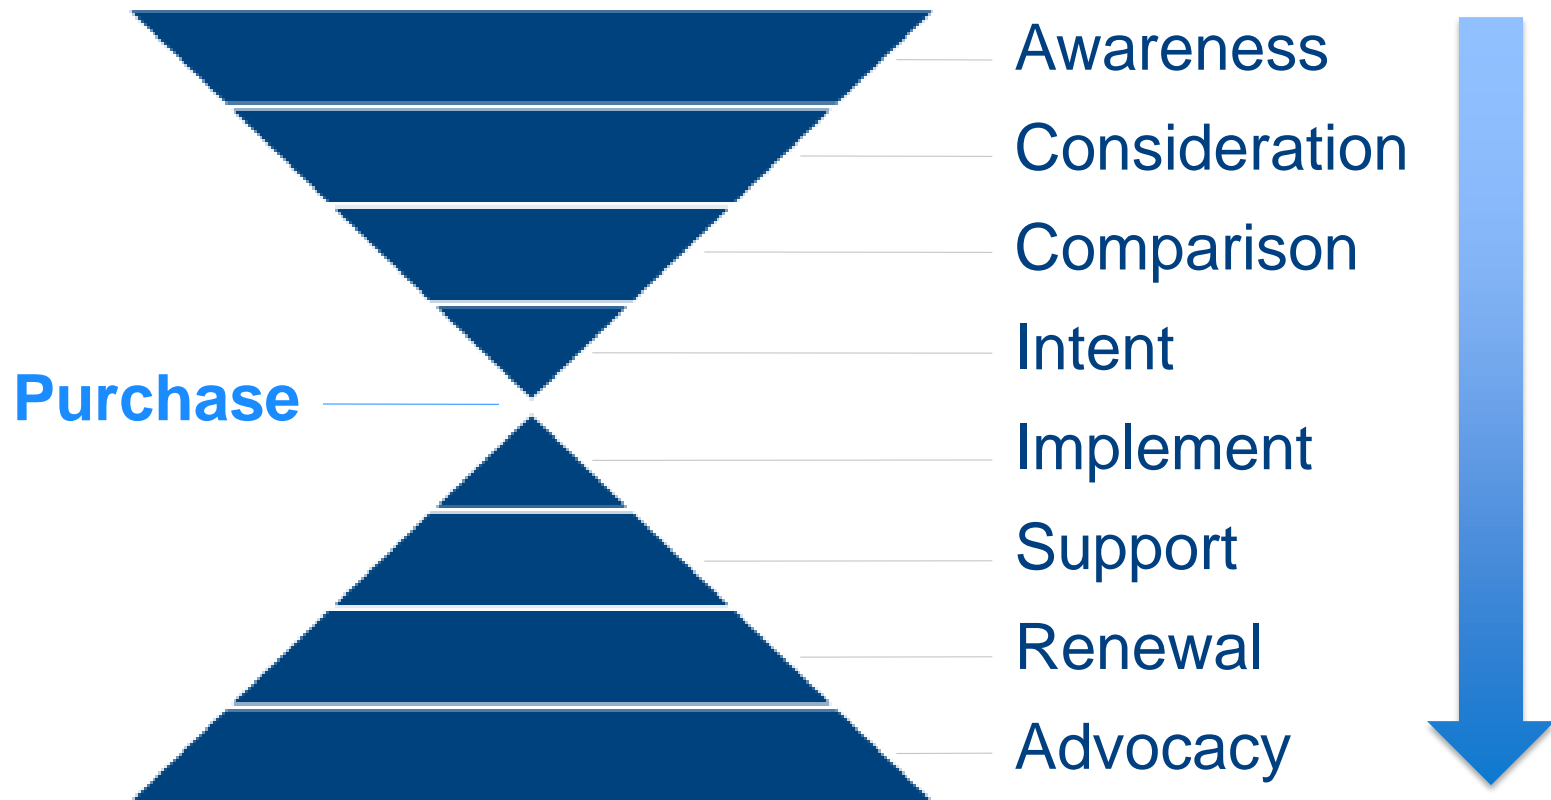 Awareness
Consideration
Comparison
Intent
Purchase
Implement
Support
Renewal
Advocacy